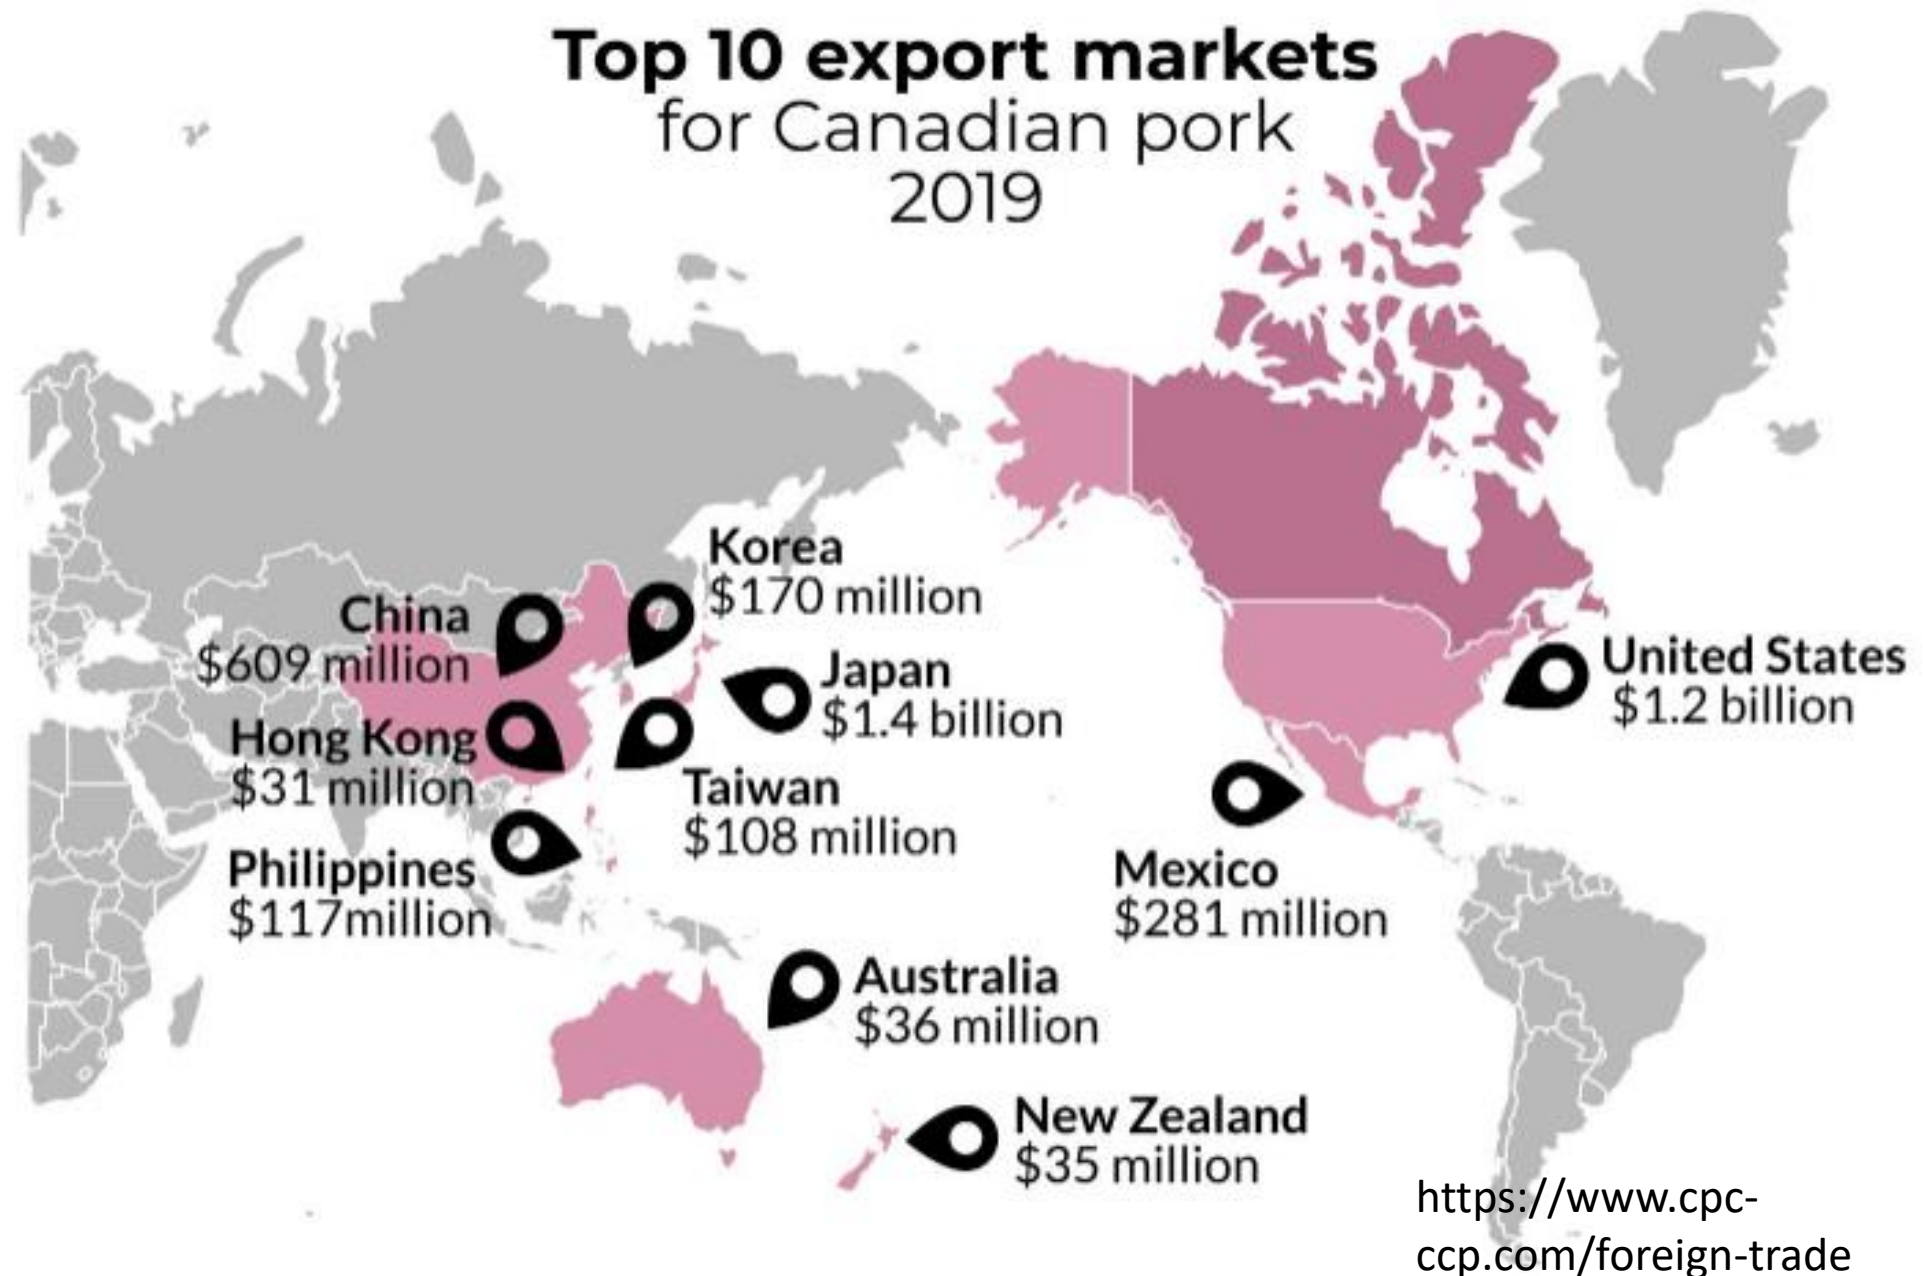 Top 10 export markets
for Canadian pork
2019
Korea
$170 million
China
$609 million
Japan
$1.4 billion
United States
$1.2 billion
Hong Kong
$31 million
Taiwan
$108 million
Philippines
$117million
Mexico
$281 million
Australia
$36 million
New Zealand
$35 million
https://www.cpc-
ccp.com/foreign-trade